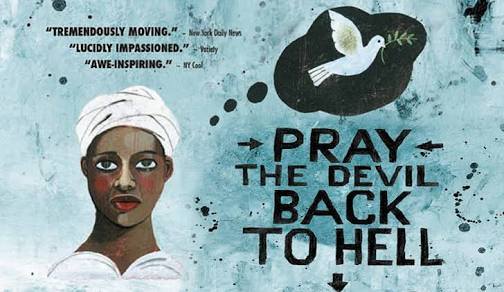 “TREMENDOUSLY MOVING.” – New York Daily News
“LUCIDLY IMPASSIONED.” – Variety
“AWE-INSPIRING.” – NY Cool
PRAY
THE DEVIL
BACK
TO HELL